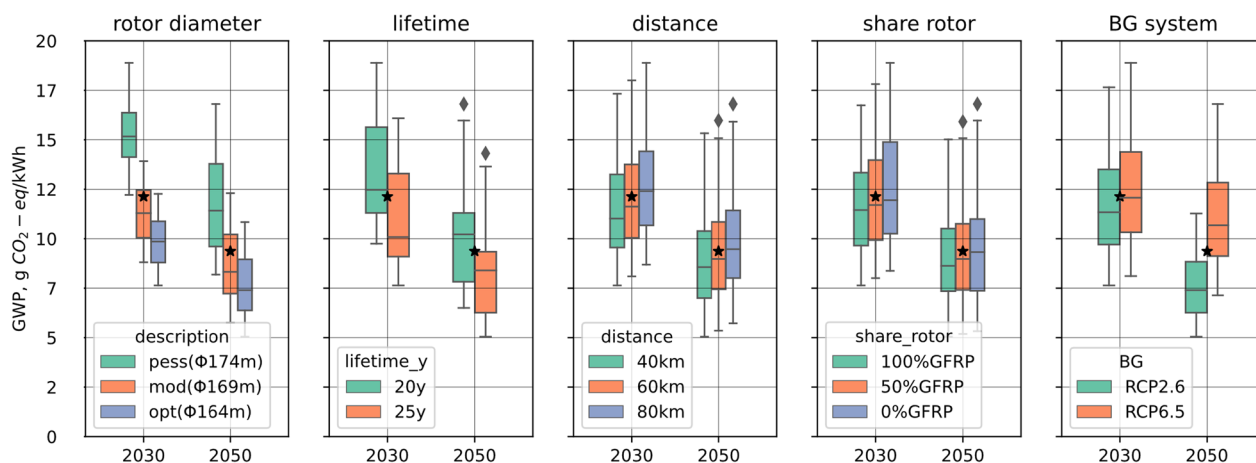 rotor diameter
lifetime
distance
share rotor
BG system
GWP, g CO₂ − eq/kWh
20
17
15
12
10
7
5
2
0
description
pess(Φ174m)
mod(Φ169m)
opt(Φ164m)
2030 2050
lifetime_y
20y
25y
2030 2050
distance
40km
60km
80km
2030 2050
share_rotor
100%GFRP
50%GFRP
0%GFRP
2030 2050
BG
RCP2.6
RCP6.5
2030 2050